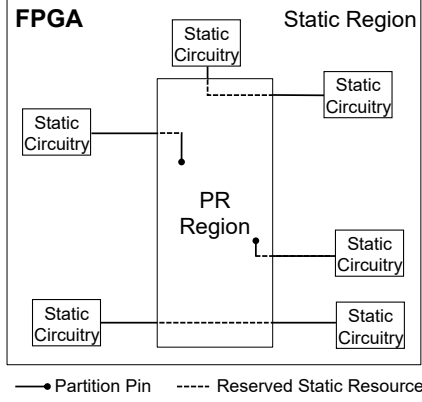 FPGA
Static Region
Static
Circuitry
Static
Circuitry
Static
Circuitry
PR
Region
Static
Circuitry
Static
Circuitry
Static
Circuitry
Partition Pin
Reserved Static Resource